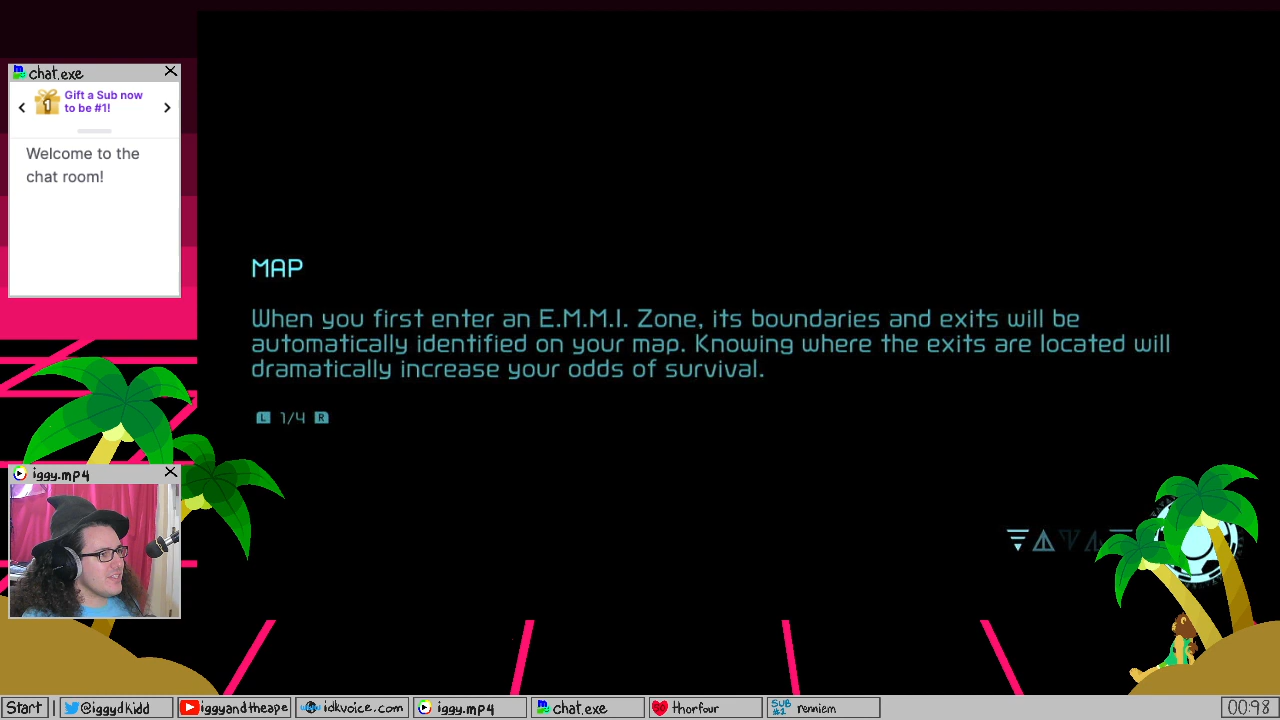 chat.exe
Gift a Sub now
to be #1!
1
Welcome to the
chat room!
MAP
When you first enter an E.M.M.I. Zone, its boundaries and exits will be
automatically identified on your map. Knowing where the exits are located will
dramatically increase your odds of survival.
L 1/4 R
iggy.mp4
Start
@iggydkidd
iggyandtheape
idkvoice.com
iggy.mp4
chat.exe
thorfour
SUB #1 renniem
00:98